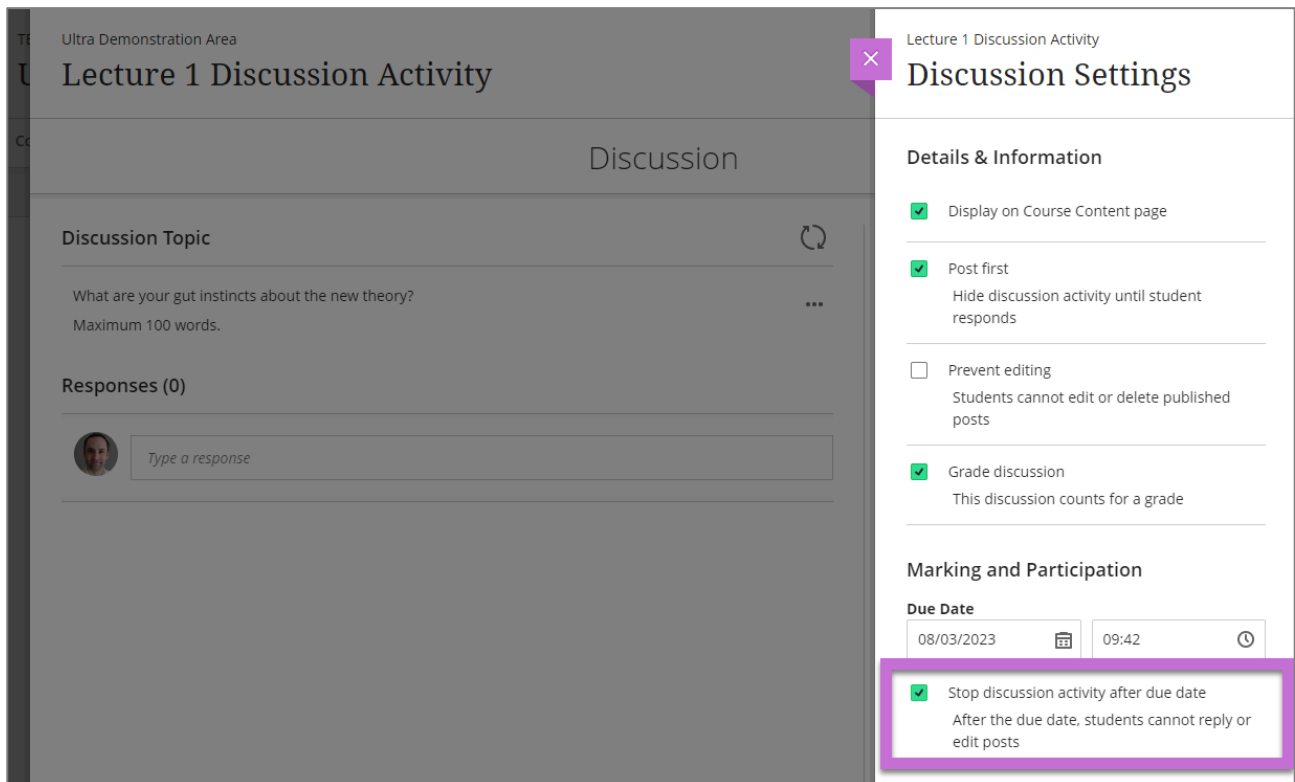 TE
Ultra Demonstration Area
Lecture 1 Discussion Activity
Discussion
Discussion Topic
What are your gut instincts about the new theory?
Maximum 100 words.
Responses (0)
Type a response
Lecture 1 Discussion Activity
Discussion Settings
Details & Information
Display on Course Content page
Post first
Hide discussion activity until student
responds
Prevent editing
Students cannot edit or delete published
posts
Grade discussion
This discussion counts for a grade
Marking and Participation
Due Date
08/03/2023 09:42
Stop discussion activity after due date
After the due date, students cannot reply or
edit posts